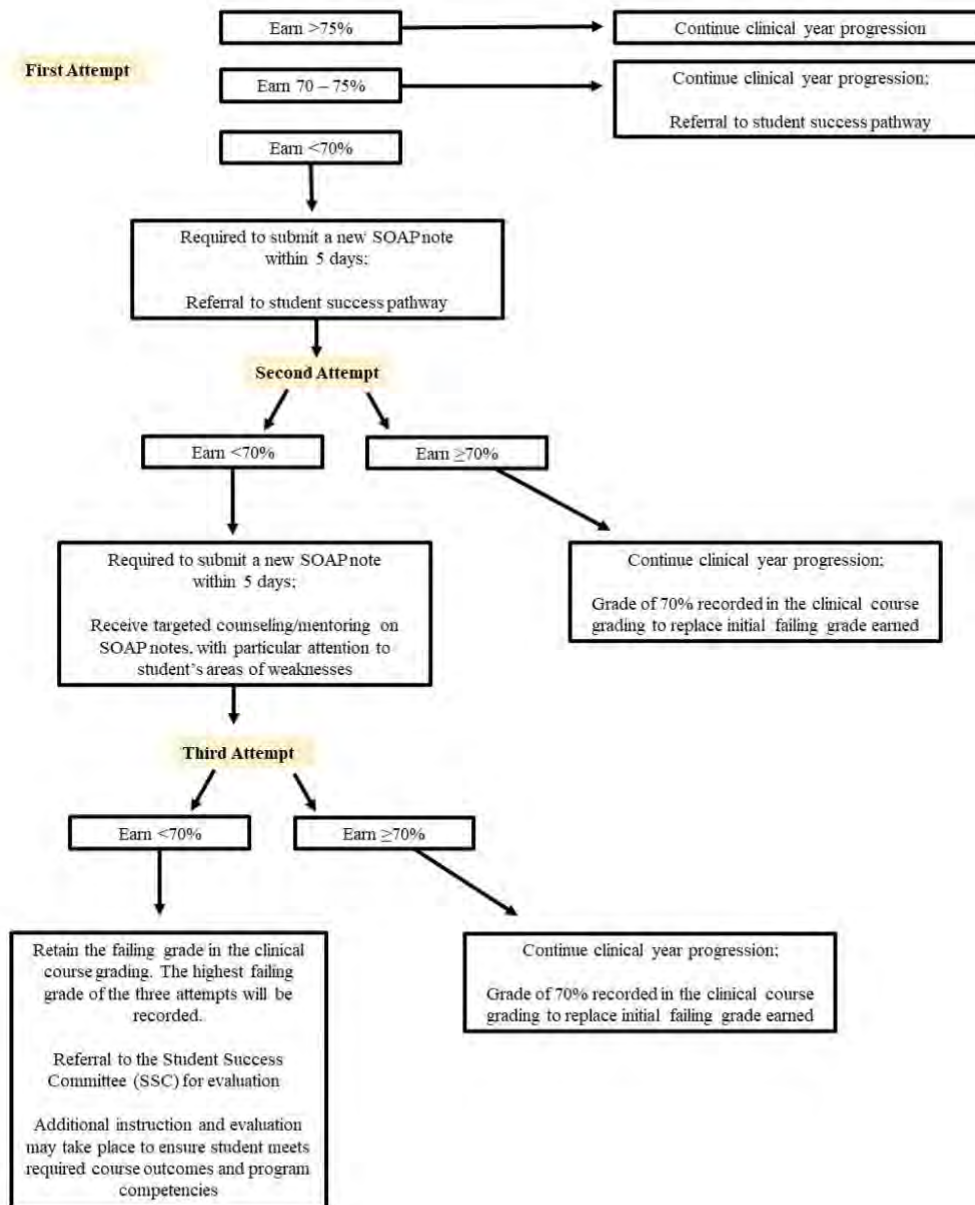 Earn >75%
Continue clinical year progression
First Attempt
Earn 70 – 75%
Continue clinical year progression;
Referral to student success pathway
Earn <70%
Required to submit a new SOAP note
within 5 days;
Referral to student success pathway
Second Attempt
Earn <70%
Earn ≥70%
Required to submit a new SOAP note
within 5 days;
Receive targeted counseling/mentoring on
SOAP notes, with particular attention to
student's areas of weaknesses
Continue clinical year progression;
Grade of 70% recorded in the clinical course
grading to replace initial failing grade earned
Third Attempt
Earn <70%
Earn ≥70%
Retain the failing grade in the clinical
course grading. The highest failing
grade of the three attempts will be
recorded.
Referral to the Student Success
Committee (SSC) for evaluation
Additional instruction and evaluation
may take place to ensure student meets
required course outcomes and program
competencies
Continue clinical year progression;
Grade of 70% recorded in the clinical course
grading to replace initial failing grade earned